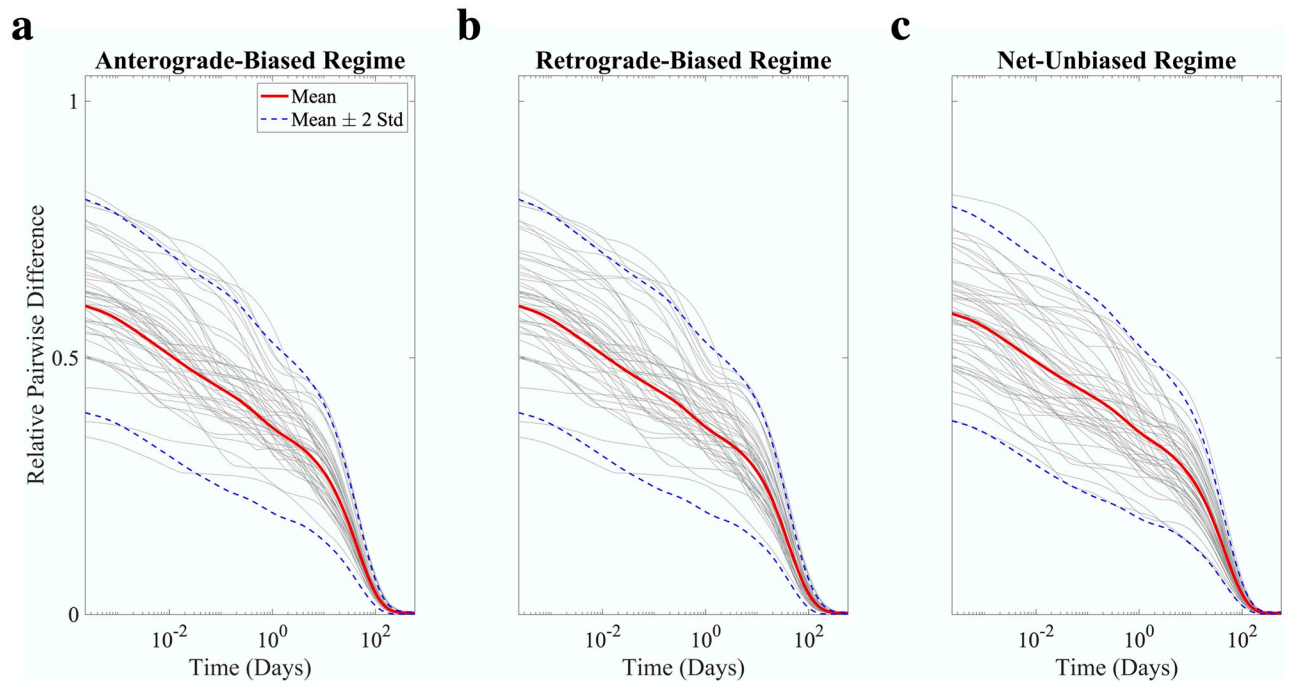 a
Anterograde-Biased Regime
Mean
Mean ± 2 Std
1
0.5
0
Relative Pairwise Difference
10^-2
10^0
10^2
Time (Days)
b
Retrograde-Biased Regime
10^-2
10^0
10^2
Time (Days)
c
Net-Unbiased Regime
10^-2
10^0
10^2
Time (Days)